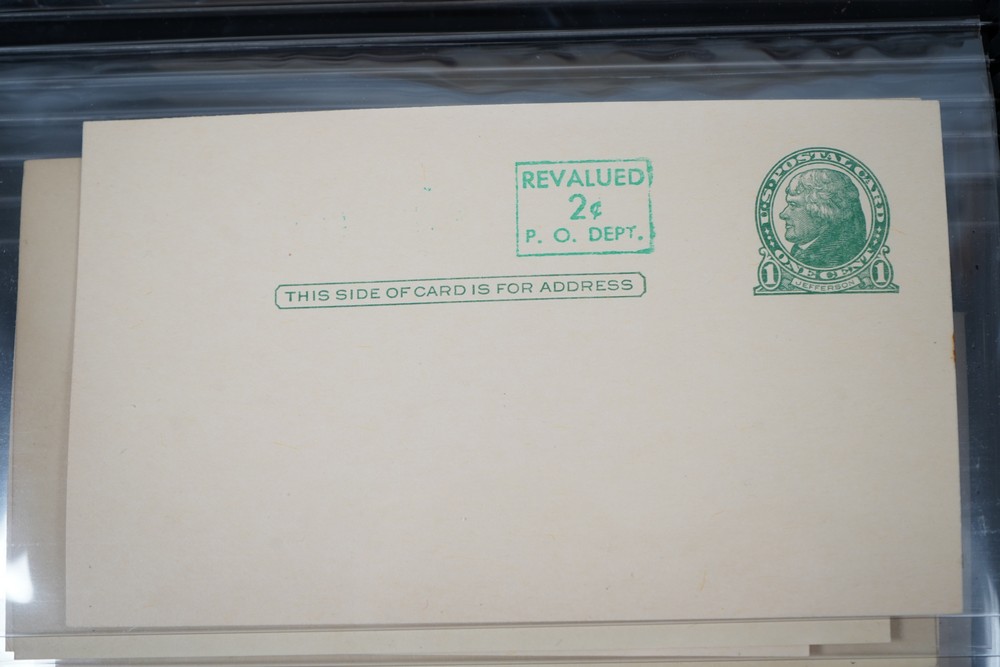 REVALUED
2¢
P. O. DEPT.
U.S. POSTAL CARD
ONE CENT
1 JEFFERSON 1
THIS SIDE OF CARD IS FOR ADDRESS